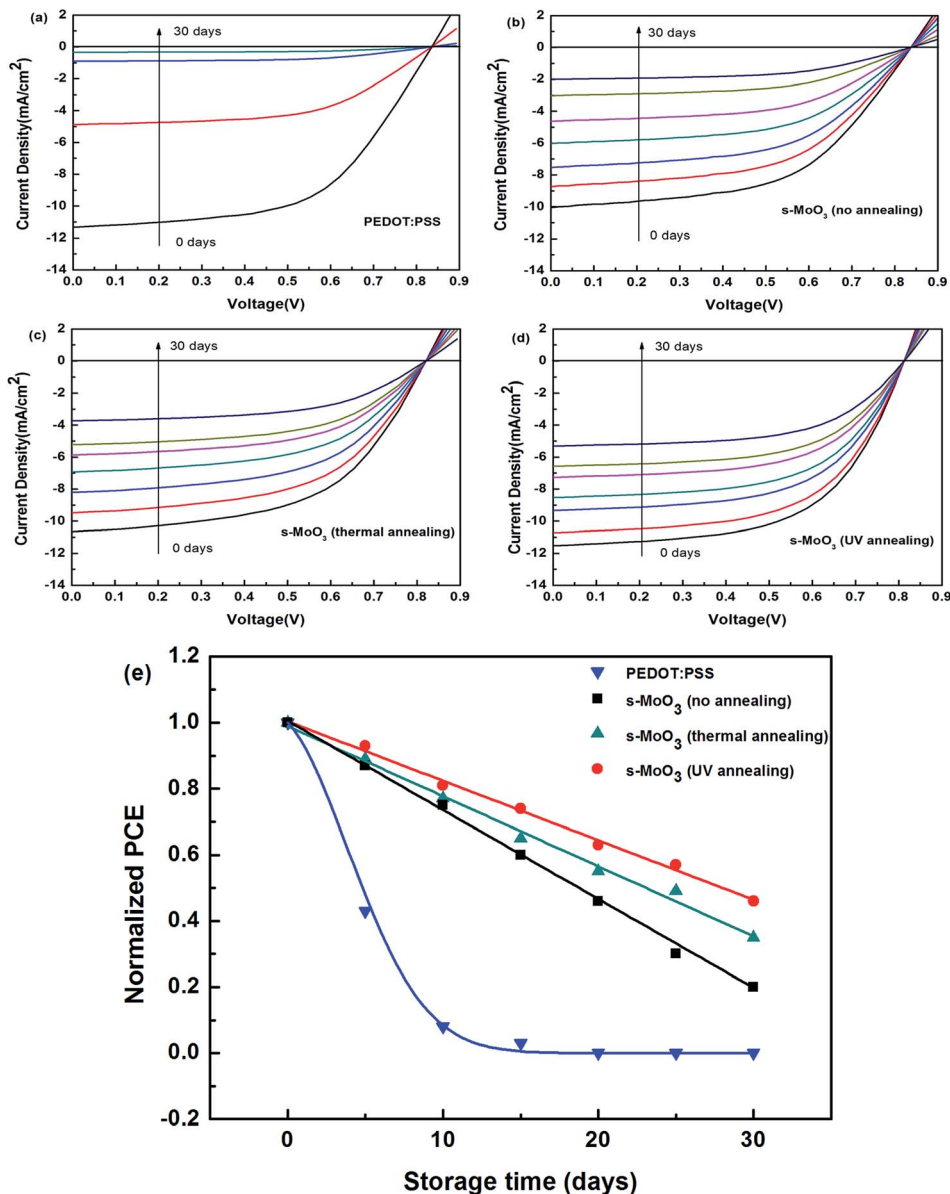 (a)
2
0
-2
-4
-6
-8
-10
-12
-14
Current Density(mA/cm²)
30 days
PEDOT:PSS
0 days
0.0 0.1 0.2 0.3 0.4 0.5 0.6 0.7 0.8 0.9
Voltage(V)
(b)
2
0
-2
-4
-6
-8
-10
-12
-14
Current Density(mA/cm²)
30 days
s-MoO₃ (no annealing)
0 days
0.0 0.1 0.2 0.3 0.4 0.5 0.6 0.7 0.8 0.9
Voltage(V)
(c)
2
0
-2
-4
-6
-8
-10
-12
-14
Current Density(mA/cm²)
30 days
s-MoO₃ (thermal annealing)
0 days
0.0 0.1 0.2 0.3 0.4 0.5 0.6 0.7 0.8 0.9
Voltage(V)
(d)
2
0
-2
-4
-6
-8
-10
-12
-14
Current Density(mA/cm²)
30 days
s-MoO₃ (UV annealing)
0 days
0.0 0.1 0.2 0.3 0.4 0.5 0.6 0.7 0.8 0.9
Voltage(V)
(e)
1.2
1.0
0.8
0.6
0.4
0.2
0.0
-0.2
Normalized PCE
PEDOT:PSS
s-MoO₃ (no annealing)
s-MoO₃ (thermal annealing)
s-MoO₃ (UV annealing)
0 10 20 30
Storage time (days)